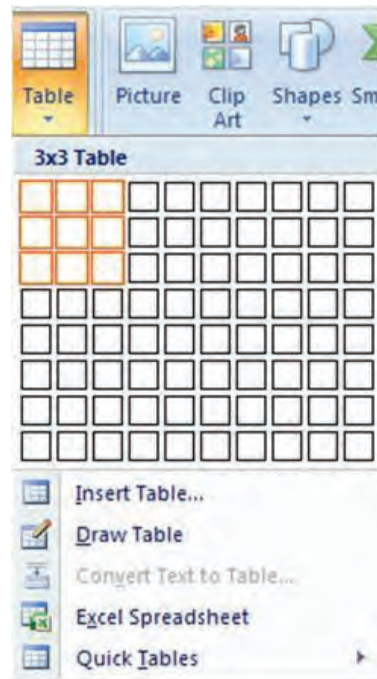 Table Picture Clip Art Shapes Sm
3x3 Table
Insert Table...
Draw Table
Convert Text to Table...
Excel Spreadsheet
Quick Tables